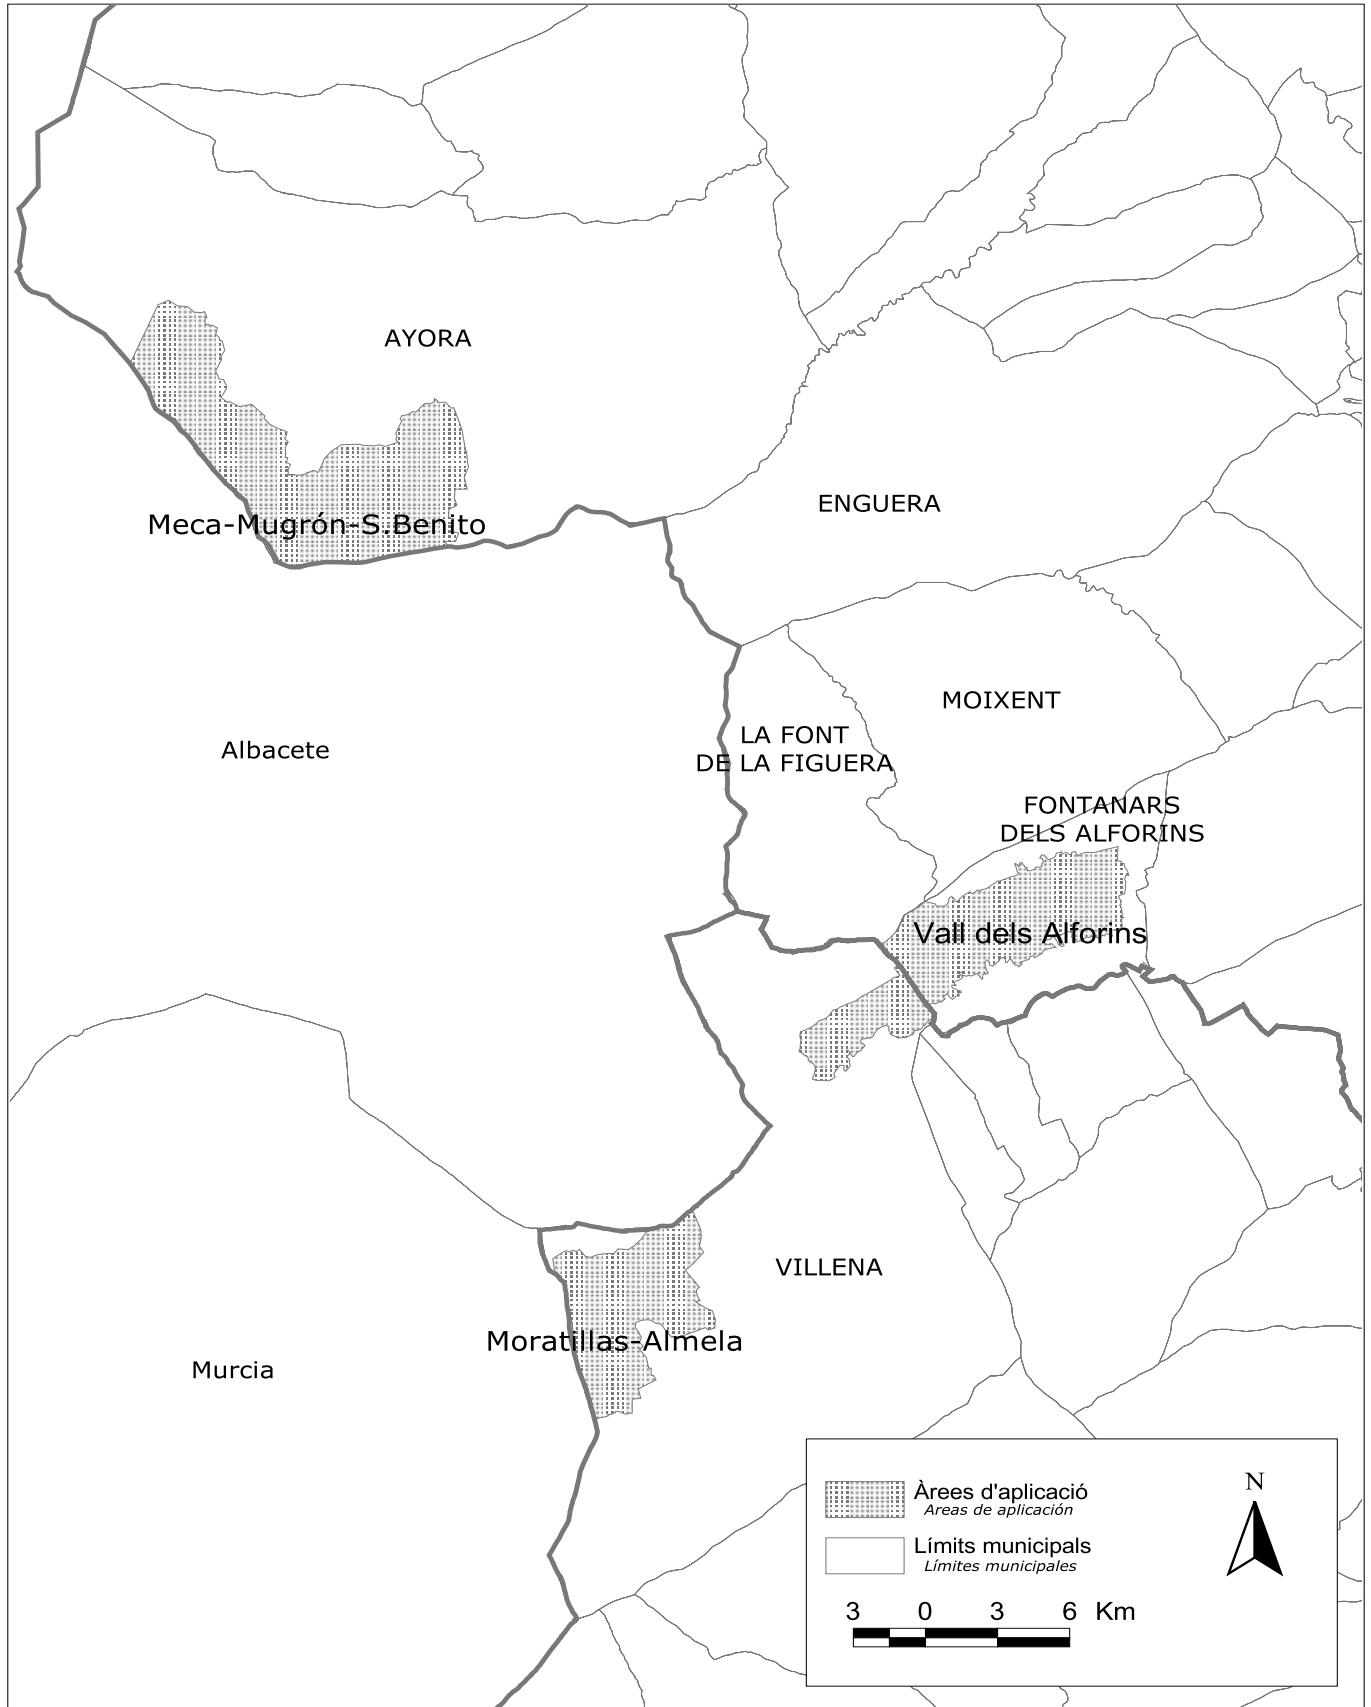 AYORA
ENGUERA
Meca-Mugrón-S.Benito
MOIXENT
LA FONT
DE LA FIGUERA
Albacete
FONTANARS
DELS ALFORINS
Vall dels Alforins
VILLENA
Moratillas-Almela
Murcia
Àrees d'aplicació
Areas de aplicación
Límits municipals
Límites municipales
N
3 0 3 6 Km